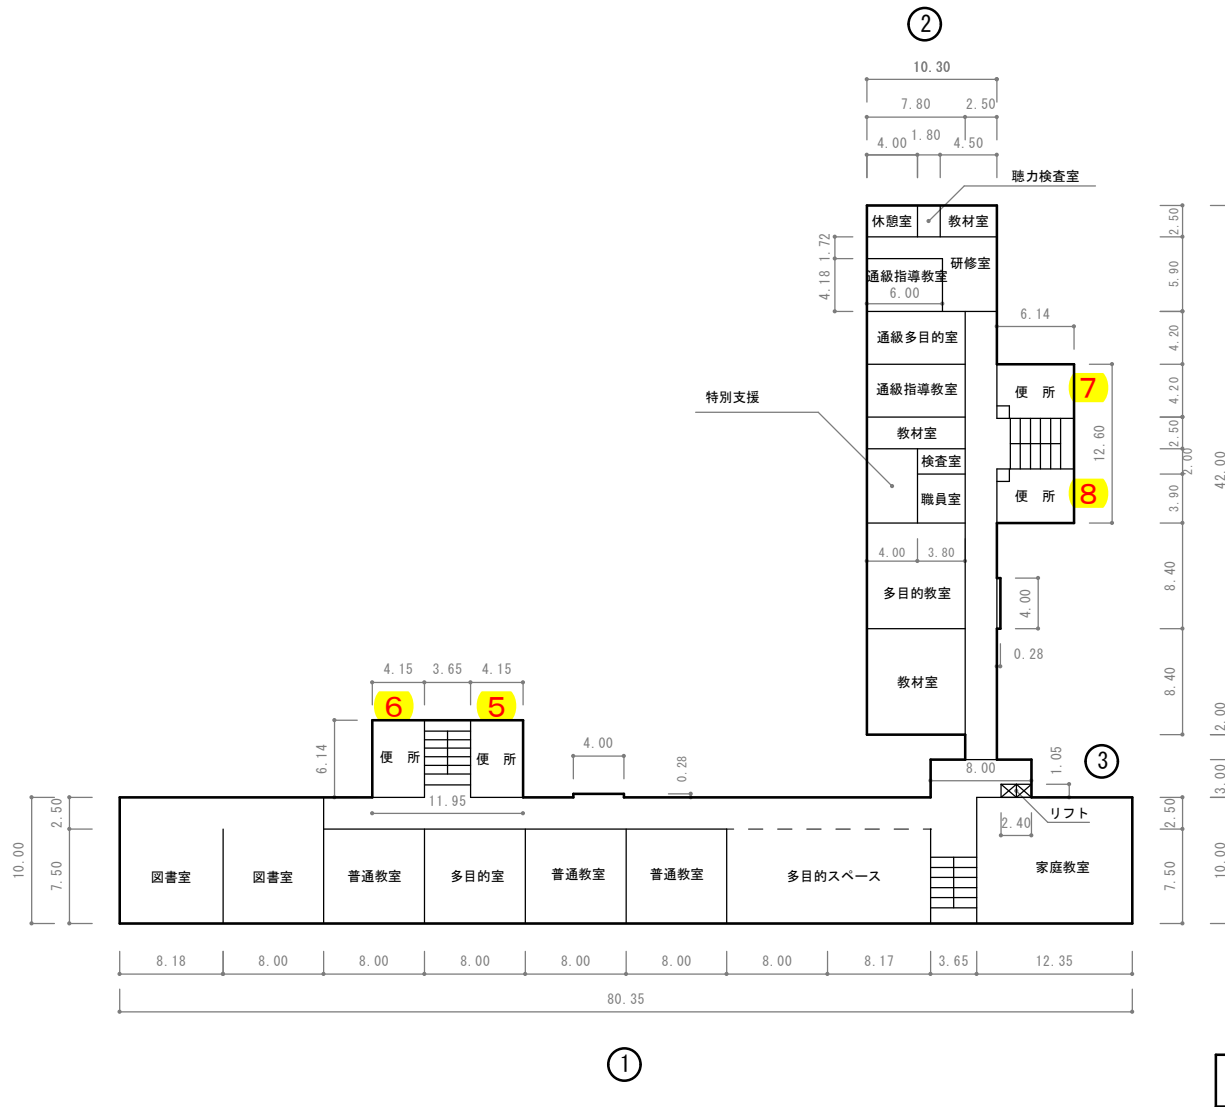 ②
10.30
7.80 2.50
1.80
4.00 4.50
聴力検査室
休憩室 教材室
2.50
1.72
研修室
通級指導教室
4.18
6.00
5.90
6.14
通級多目的室
4.20
通級指導教室
便 所
7
4.20
特別支援
教材室
2.50
12.60
検査室
2.00
42.00
職員室
便 所
8
3.90
4.00 3.80
8.40
多目的教室
4.00
0.28
教材室
8.40
4.15 3.65 4.15
6 5
2.00
便 所 便 所
4.00
6.14
0.28
8.00
1.05
③
3.00
11.95
リフト
2.40
2.50
2.50
10.00
7.50
図書室 図書室 普通教室 多目的室 普通教室 普通教室 多目的スペース 家庭教室
7.50
10.00
8.18 8.00 8.00 8.00 8.00 8.00 8.00 8.17 3.65 12.35
80.35
①